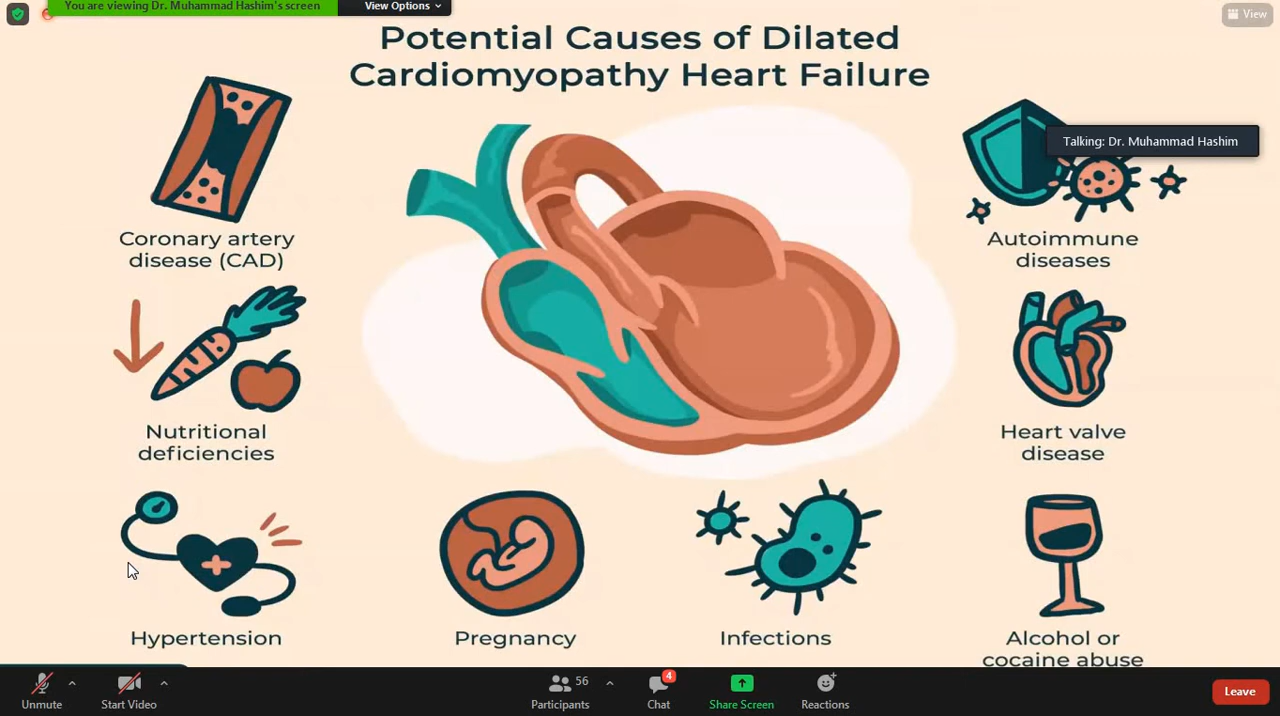 You are viewing Dr. Muhammad Hashim's screen
View Options
View
Potential Causes of Dilated
Cardiomyopathy Heart Failure
Talking: Dr. Muhammad Hashim
Coronary artery
disease (CAD)
Autoimmune
diseases
Nutritional
deficiencies
Heart valve
disease
Hypertension
Pregnancy
Infections
Alcohol or
cocaine abuse
Unmute
Start Video
56
Participants
4
Chat
Share Screen
Reactions
Leave